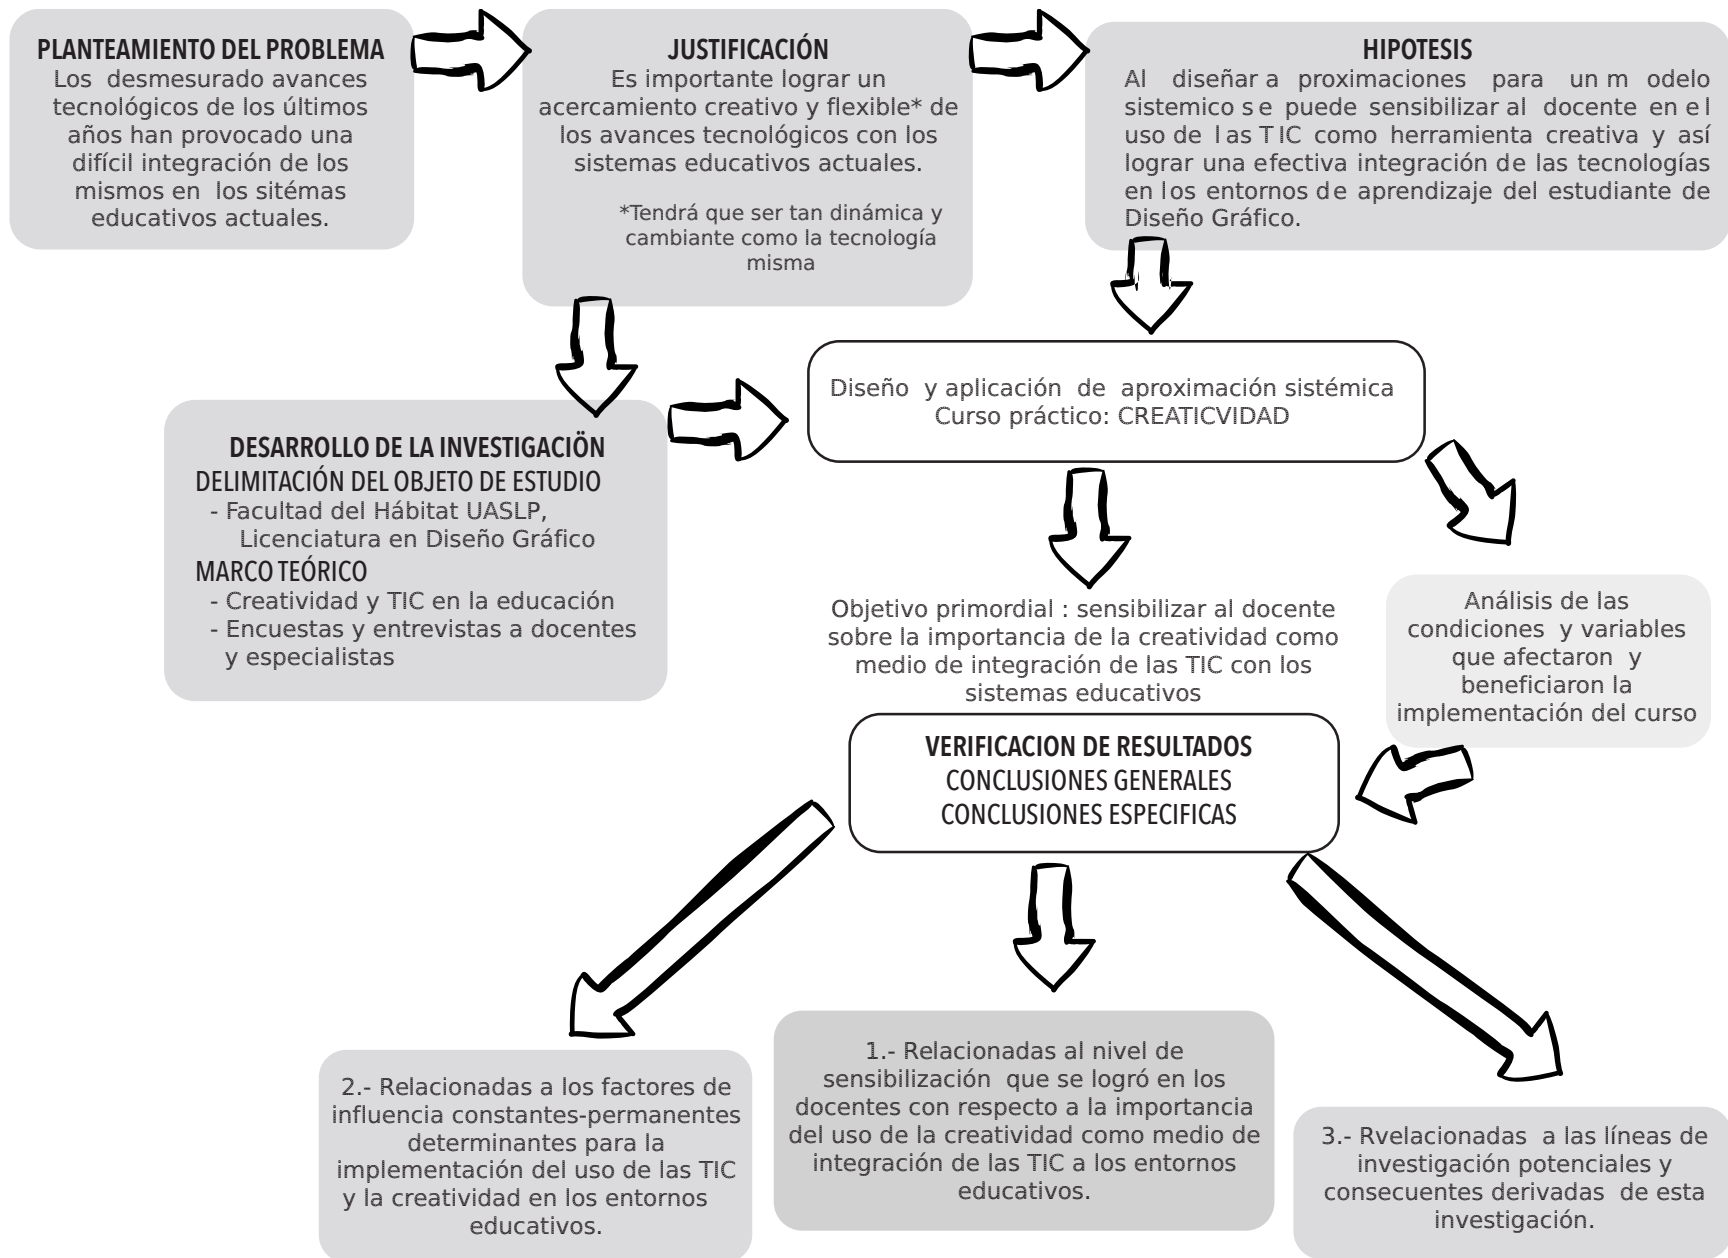 PLANTEAMIENTO DEL PROBLEMA
Los desmesurado avances
tecnológicos de los últimos
años han provocado una
difícil integración de los
mismos en los sitémas
educativos actuales.
JUSTIFICACIÓN
Es importante lograr un
acercamiento creativo y flexible* de
los avances tecnológicos con los
sistemas educativos actuales.
*Tendrá que ser tan dinámica y
cambiante como la tecnología
misma
HIPOTESIS
Al diseñar a proximaciones para un m odelo
sistemico s e puede sensibilizar al docente en e l
uso de l as T IC como herramienta creativa y así
lograr una efectiva integración de las tecnologías
en l os entornos de aprendizaje del estudiante de
Diseño Gráfico.
Diseño y aplicación de aproximación sistémica
Curso práctico: CREATICVIDAD
DESARROLLO DE LA INVESTIGACIÖN
DELIMITACIÓN DEL OBJETO DE ESTUDIO
- Facultad del Hábitat UASLP,
Licenciatura en Diseño Gráfico
MARCO TEÓRICO
- Creatividad y TIC en la educación
- Encuestas y entrevistas a docentes
y especialistas
Objetivo primordial : sensibilizar al docente
sobre la importancia de la creatividad como
medio de integración de las TIC con los
sistemas educativos
Análisis de las
condiciones y variables
que afectaron y
beneficiaron la
implementación del curso
VERIFICACION DE RESULTADOS
CONCLUSIONES GENERALES
CONCLUSIONES ESPECIFICAS
2.- Relacionadas a los factores de
influencia constantes-permanentes
determinantes para la
implementación del uso de las TIC
y la creatividad en los entornos
educativos.
1.- Relacionadas al nivel de
sensibilización que se logró en los
docentes con respecto a la importancia
del uso de la creatividad como medio de
integración de las TIC a los entornos
educativos.
3.- Rvelacionadas a las líneas de
investigación potenciales y
consecuentes derivadas de esta
investigación.